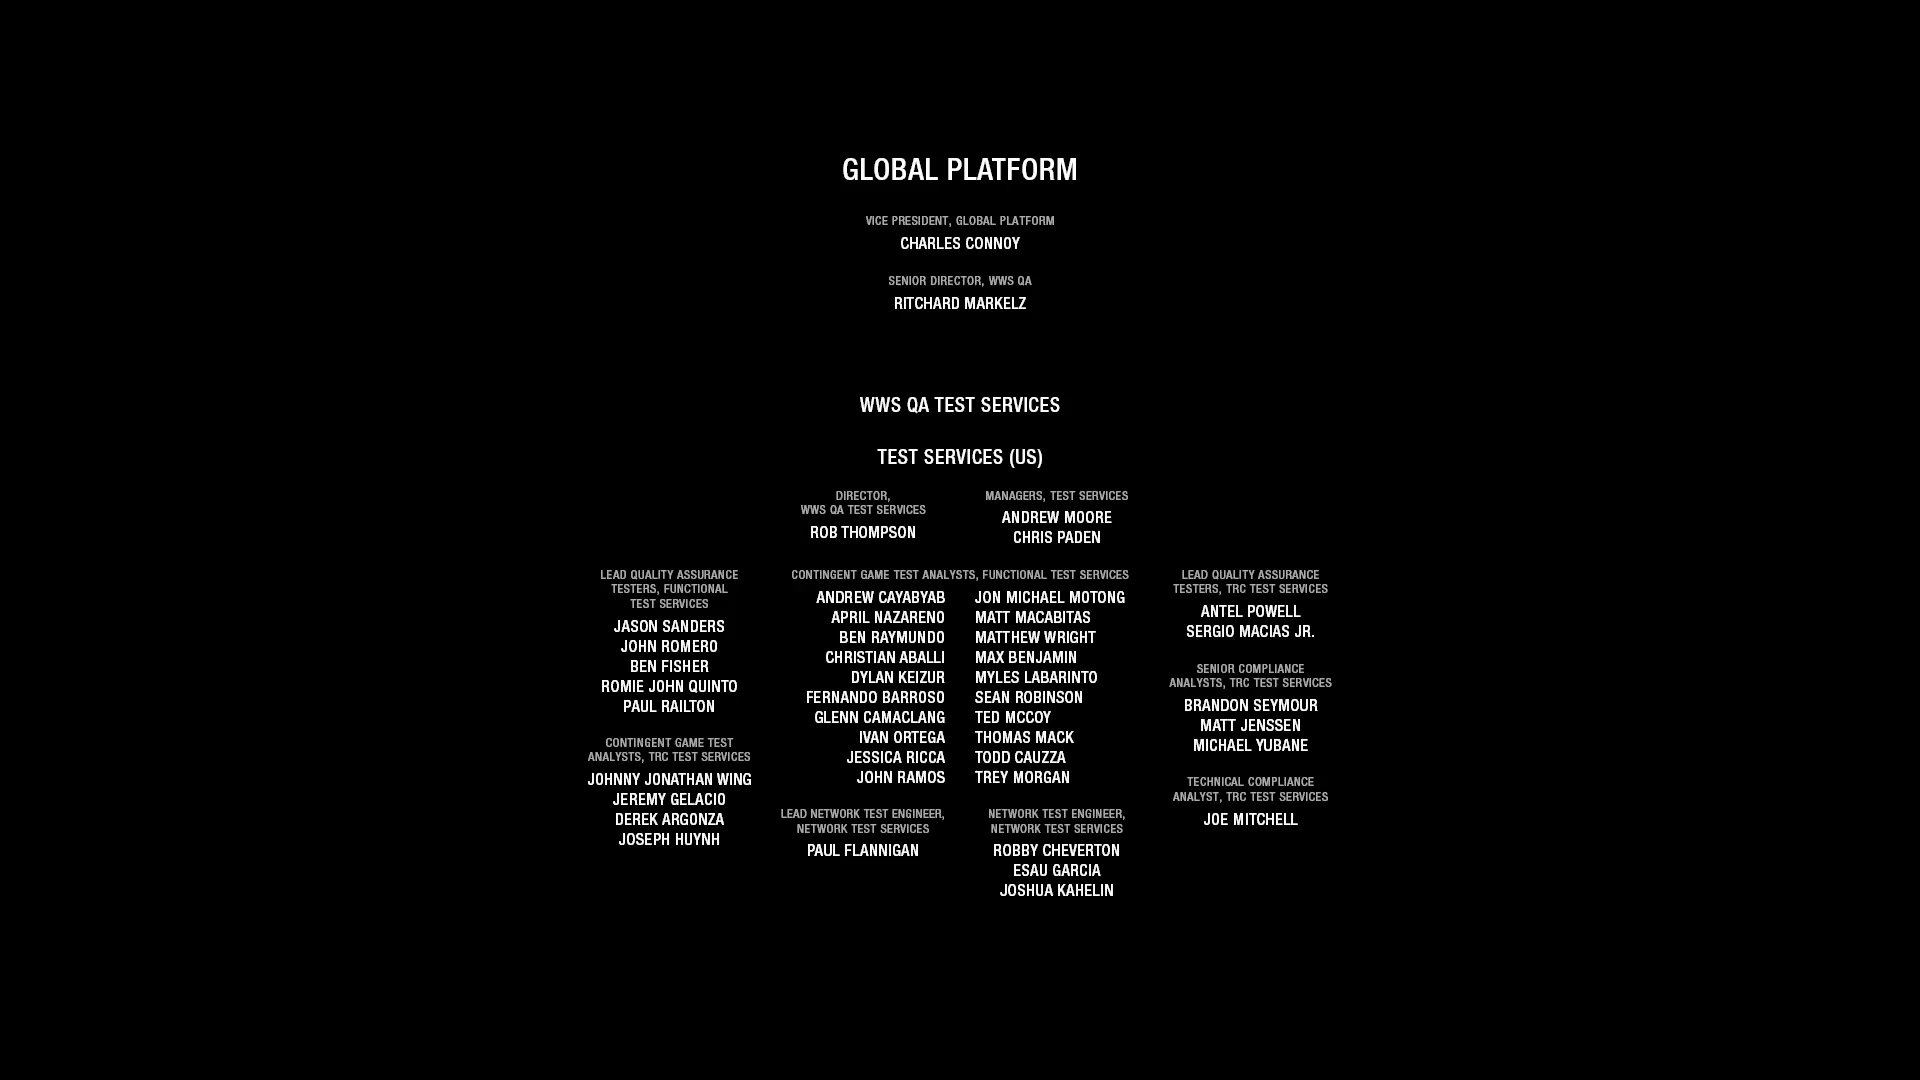 GLOBAL PLATFORM
VICE PRESIDENT, GLOBAL PLATFORM
CHARLES CONNOY
SENIOR DIRECTOR, WWS QA
RITCHARD MARKELZ
WWS QA TEST SERVICES
TEST SERVICES (US)
DIRECTOR,
WWS QA TEST SERVICES
ROB THOMPSON
MANAGERS, TEST SERVICES
ANDREW MOORE
CHRIS PADEN
LEAD QUALITY ASSURANCE
TESTERS, FUNCTIONAL
TEST SERVICES
JASON SANDERS
JOHN ROMERO
BEN FISHER
ROMIE JOHN QUINTO
PAUL RAILTON
CONTINGENT GAME TEST
ANALYSTS, TRC TEST SERVICES
JOHNNY JONATHAN WING
JEREMY GELACIO
DEREK ARGONZA
JOSEPH HUYNH
CONTINGENT GAME TEST ANALYSTS, FUNCTIONAL TEST SERVICES
ANDREW CAYABYAB
APRIL NAZARENO
BEN RAYMUNDO
CHRISTIAN ABALLI
DYLAN KEIZUR
FERNANDO BARROSO
GLENN CAMACLANG
IVAN ORTEGA
JESSICA RICCA
JOHN RAMOS
JON MICHAEL MOTONG
MATT MACABITAS
MATTHEW WRIGHT
MAX BENJAMIN
MYLES LABARINTO
SEAN ROBINSON
TED MCCOY
THOMAS MACK
TODD CAUZZA
TREY MORGAN
LEAD NETWORK TEST ENGINEER,
NETWORK TEST SERVICES
PAUL FLANNIGAN
NETWORK TEST ENGINEER,
NETWORK TEST SERVICES
ROBBY CHEVERTON
ESAU GARCIA
JOSHUA KAHELIN
LEAD QUALITY ASSURANCE
TESTERS, TRC TEST SERVICES
ANTEL POWELL
SERGIO MACIAS JR.
SENIOR COMPLIANCE
ANALYSTS, TRC TEST SERVICES
BRANDON SEYMOUR
MATT JENSSEN
MICHAEL YUBANE
TECHNICAL COMPLIANCE
ANALYST, TRC TEST SERVICES
JOE MITCHELL